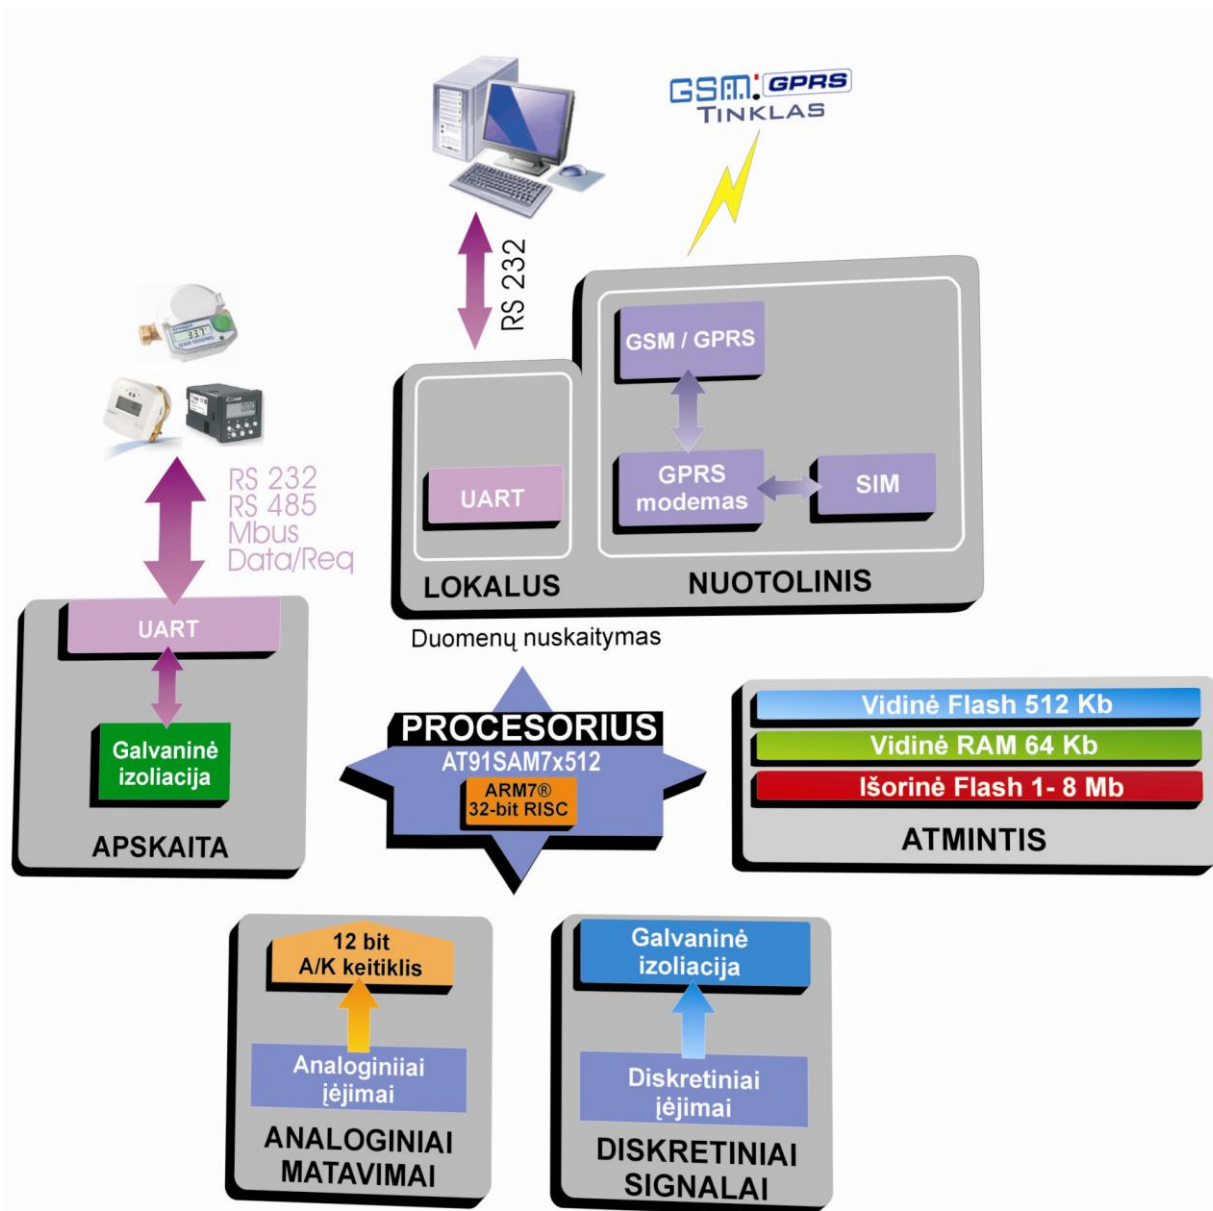 GSM: GPRS
TINKLAS
RS 232
GSM / GPRS
GPRS
modemas
SIM
UART
LOKALUS
NUOTOLINIS
Duomenų nuskaitymas
RS 232
RS 485
Mbus
Data/Req
UART
Galvaninė
izoliacija
APSKAITA
PROCESORIUS
AT91SAM7x512
ARM7®
32-bit RISC
Vidinė Flash 512 Kb
Vidinė RAM 64 Kb
Išorinė Flash 1- 8 Mb
ATMINTIS
12 bit
A/K keitiklis
Analoginiiai
įėjimai
ANALOGINIAI
MATAVIMAI
Galvaninė
izoliacija
Diskretiniai
įėjimai
DISKRETINIAI
SIGNALAI